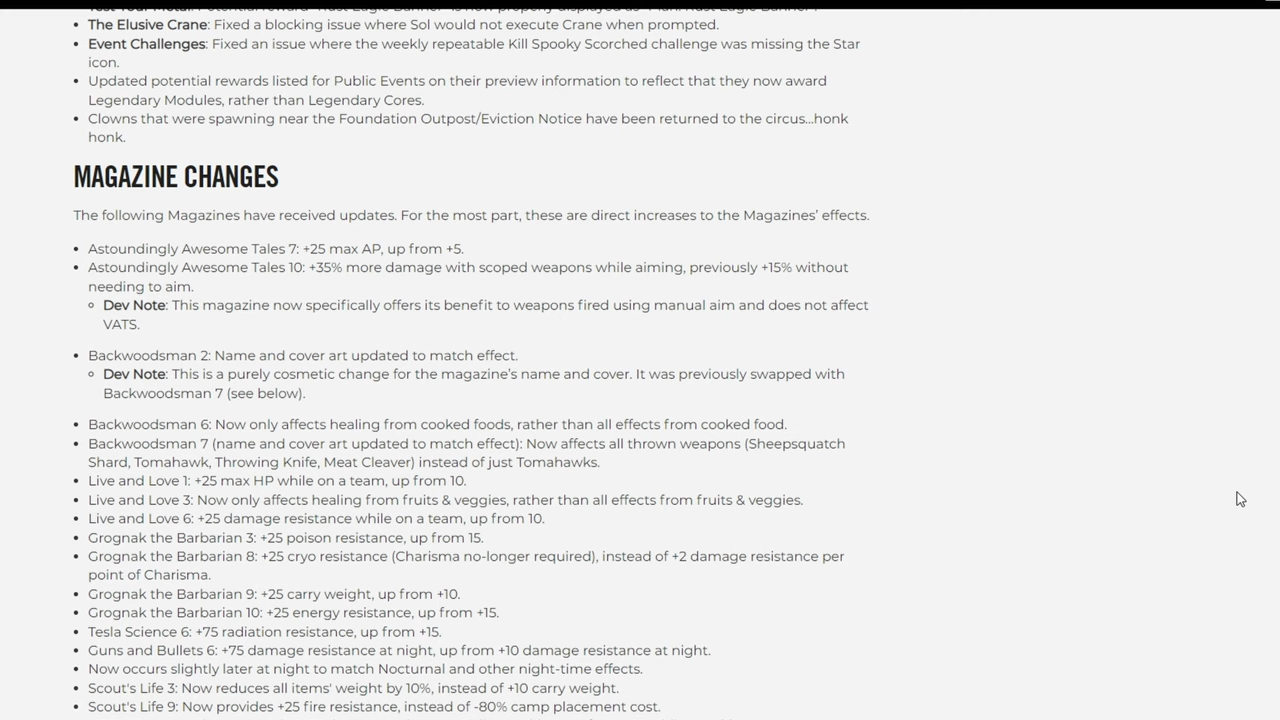 The Elusive Crane: Fixed a blocking issue where Sol would not execute Crane when prompted.
Event Challenges: Fixed an issue where the weekly repeatable Kill Spooky Scorched challenge was missing the Star
icon.
Updated potential rewards listed for Public Events on their preview information to reflect that they now award
Legendary Modules, rather than Legendary Cores.
Clowns that were spawning near the Foundation Outpost/Eviction Notice have been returned to the circus...honk
honk.
MAGAZINE CHANGES
The following Magazines have received updates. For the most part, these are direct increases to the Magazines’ effects.
Astoundingly Awesome Tales 7: +25 max AP, up from +5.
Astoundingly Awesome Tales 10: +35% more damage with scoped weapons while aiming, previously +15% without
needing to aim.
Dev Note: This magazine now specifically offers its benefit to weapons fired using manual aim and does not affect
VATS.
Backwoodsman 2: Name and cover art updated to match effect.
Dev Note: This is a purely cosmetic change for the magazine’s name and cover. It was previously swapped with
Backwoodsman 7 (see below).
Backwoodsman 6: Now only affects healing from cooked foods, rather than all effects from cooked food.
Backwoodsman 7 (name and cover art updated to match effect): Now affects all thrown weapons (Sheepsquatch
Shard, Tomahawk, Throwing Knife, Meat Cleaver) instead of just Tomahawks.
Live and Love 1: +25 max HP while on a team, up from 10.
Live and Love 3: Now only affects healing from fruits & veggies, rather than all effects from fruits & veggies.
Live and Love 6: +25 damage resistance while on a team, up from 10.
Grognak the Barbarian 3: +25 poison resistance, up from 15.
Grognak the Barbarian 8: +25 cryo resistance (Charisma no-longer required), instead of +2 damage resistance per
point of Charisma.
Grognak the Barbarian 9: +25 carry weight, up from +10.
Grognak the Barbarian 10: +25 energy resistance, up from +15.
Tesla Science 6: +75 radiation resistance, up from +15.
Guns and Bullets 6: +75 damage resistance at night, up from +10 damage resistance at night.
Now occurs slightly later at night to match Nocturnal and other night-time effects.
Scout's Life 3: Now reduces all items' weight by 10%, instead of +10 carry weight.
Scout's Life 9: Now provides +25 fire resistance, instead of -80% camp placement cost.